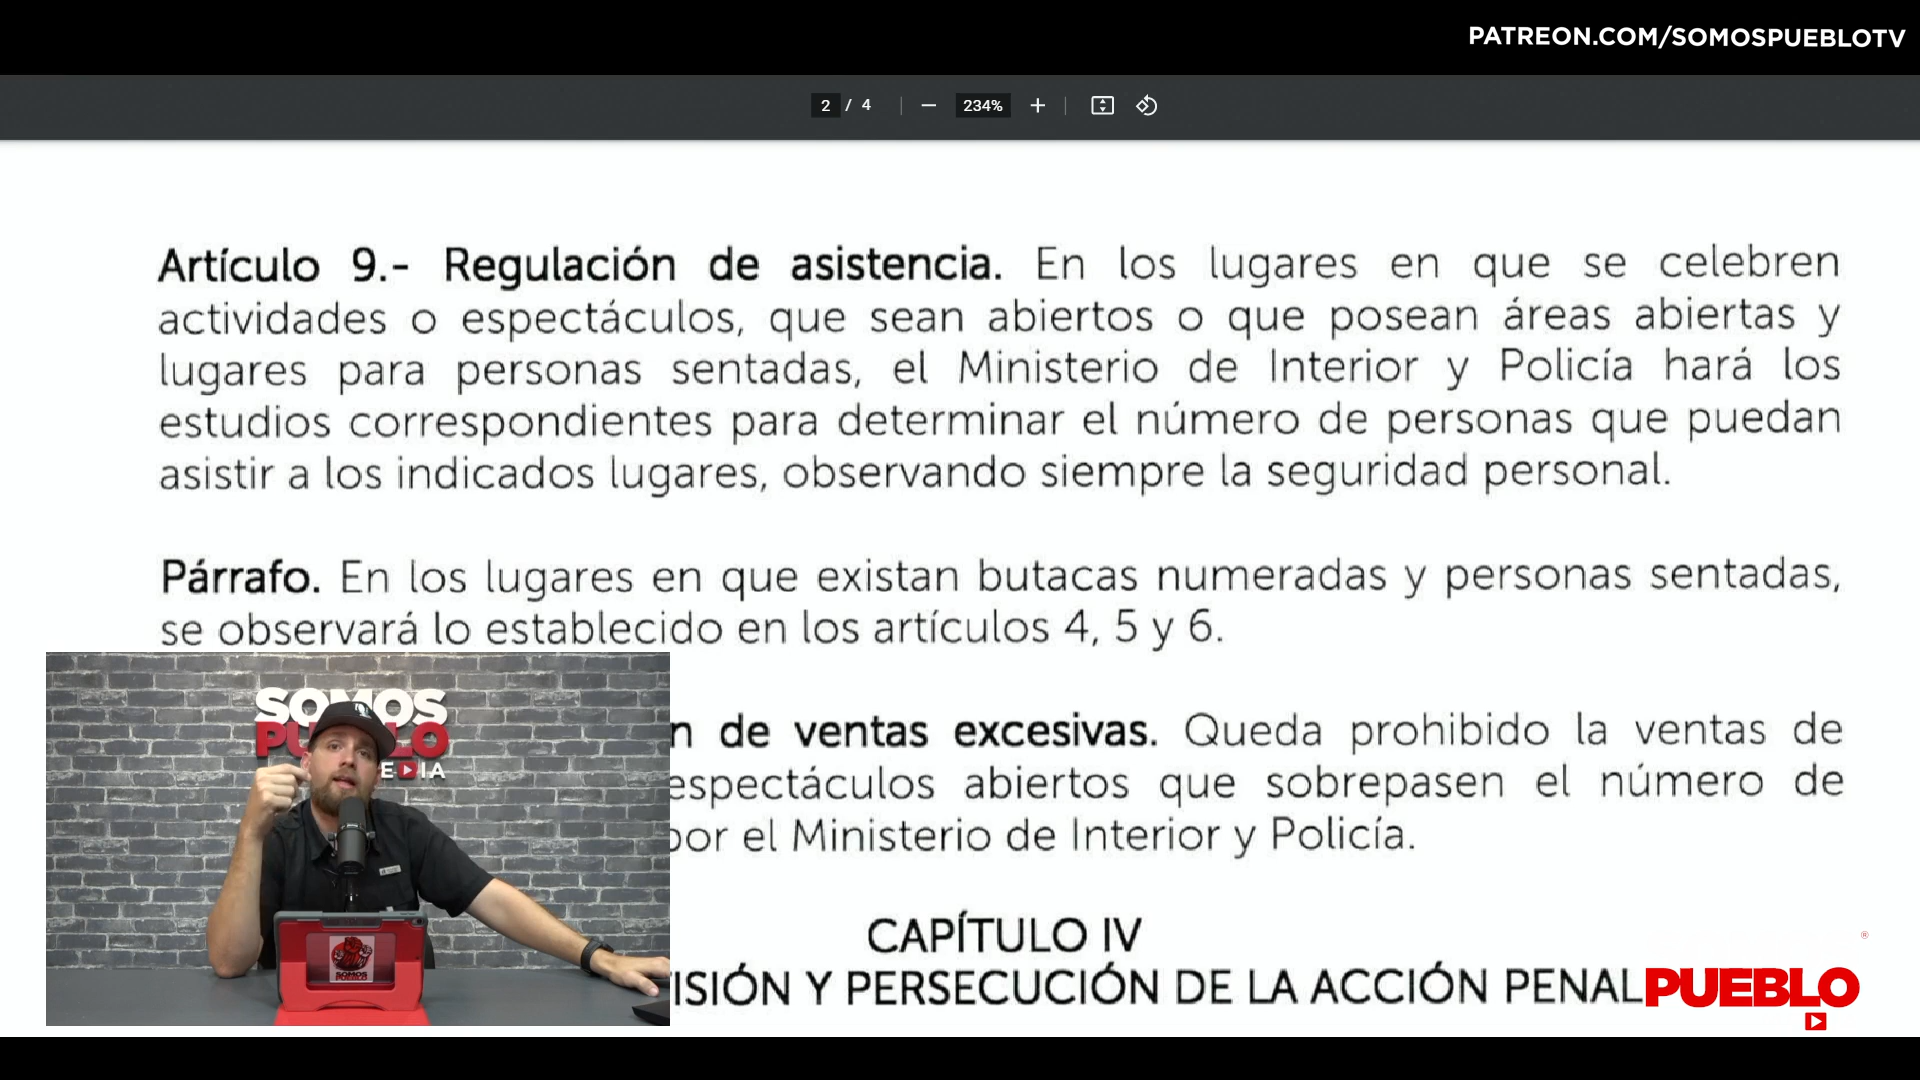 PATREON.COM/SOMOSPUEBLOTV
2 / 4 234%
Artículo 9.- Regulación de asistencia. En los lugares en que se celebren
actividades o espectáculos, que sean abiertos o que posean áreas abiertas y
lugares para personas sentadas, el Ministerio de Interior y Policía hará los
estudios correspondientes para determinar el número de personas que puedan
asistir a los indicados lugares, observando siempre la seguridad personal.
Párrafo. En los lugares en que existan butacas numeradas y personas sentadas,
se observará lo establecido en los artículos 4, 5 y 6.
n de ventas excesivas. Queda prohibido la ventas de
espectáculos abiertos que sobrepasen el número de
por el Ministerio de Interior y Policía.
CAPÍTULO IV
ISIÓN Y PERSECUCIÓN DE LA ACCIÓN PENAL
PUEBLO
®
SOMOS
SOMOS
PUEBLO